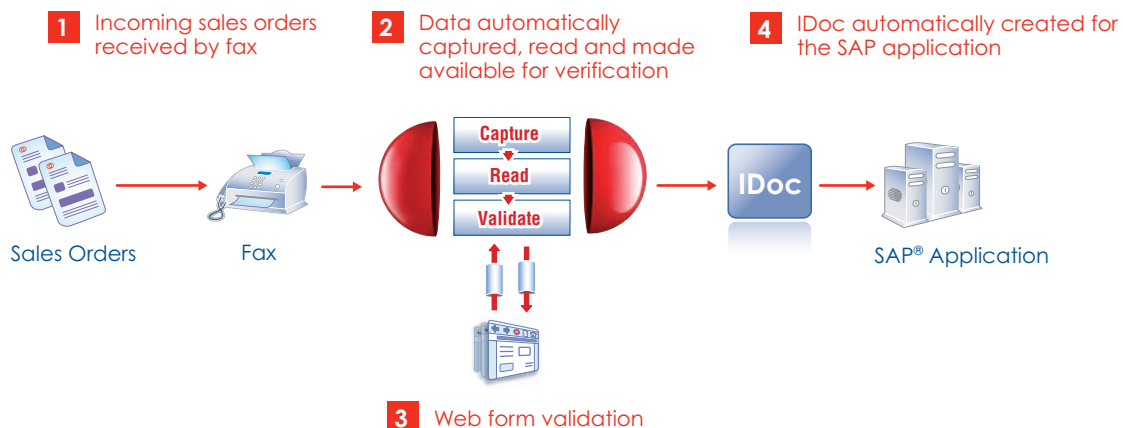 1 Incoming sales orders
received by fax
2 Data automatically
captured, read and made
available for verification
4 IDoc automatically created for
the SAP application
Capture
Read
Validate
IDoc
Sales Orders
Fax
SAP® Application
3 Web form validation